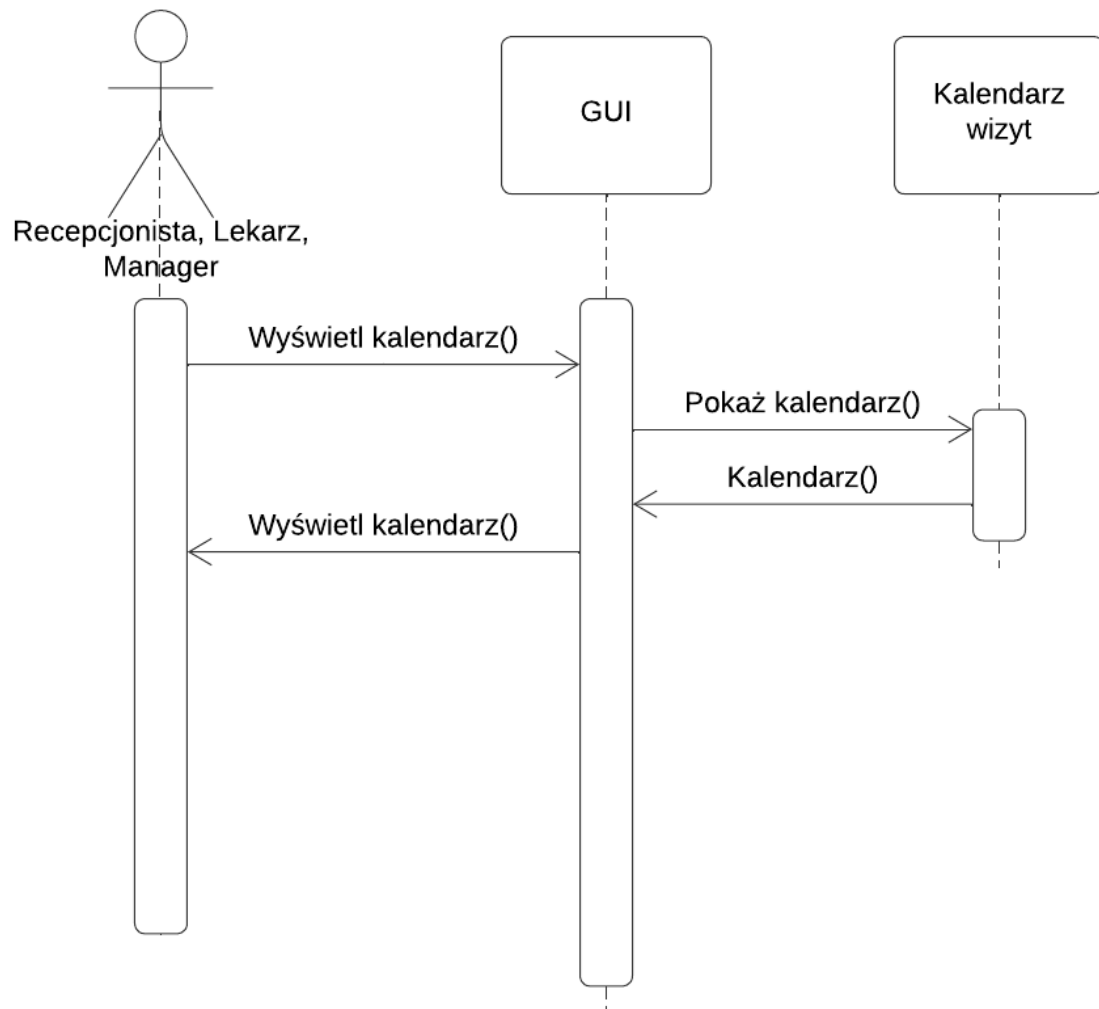 GUI
Kalendarz
wizyt
Recepcjonista, Lekarz,
Manager
Wyświetl kalendarz()
Pokaż kalendarz()
Kalendarz()
Wyświetl kalendarz()